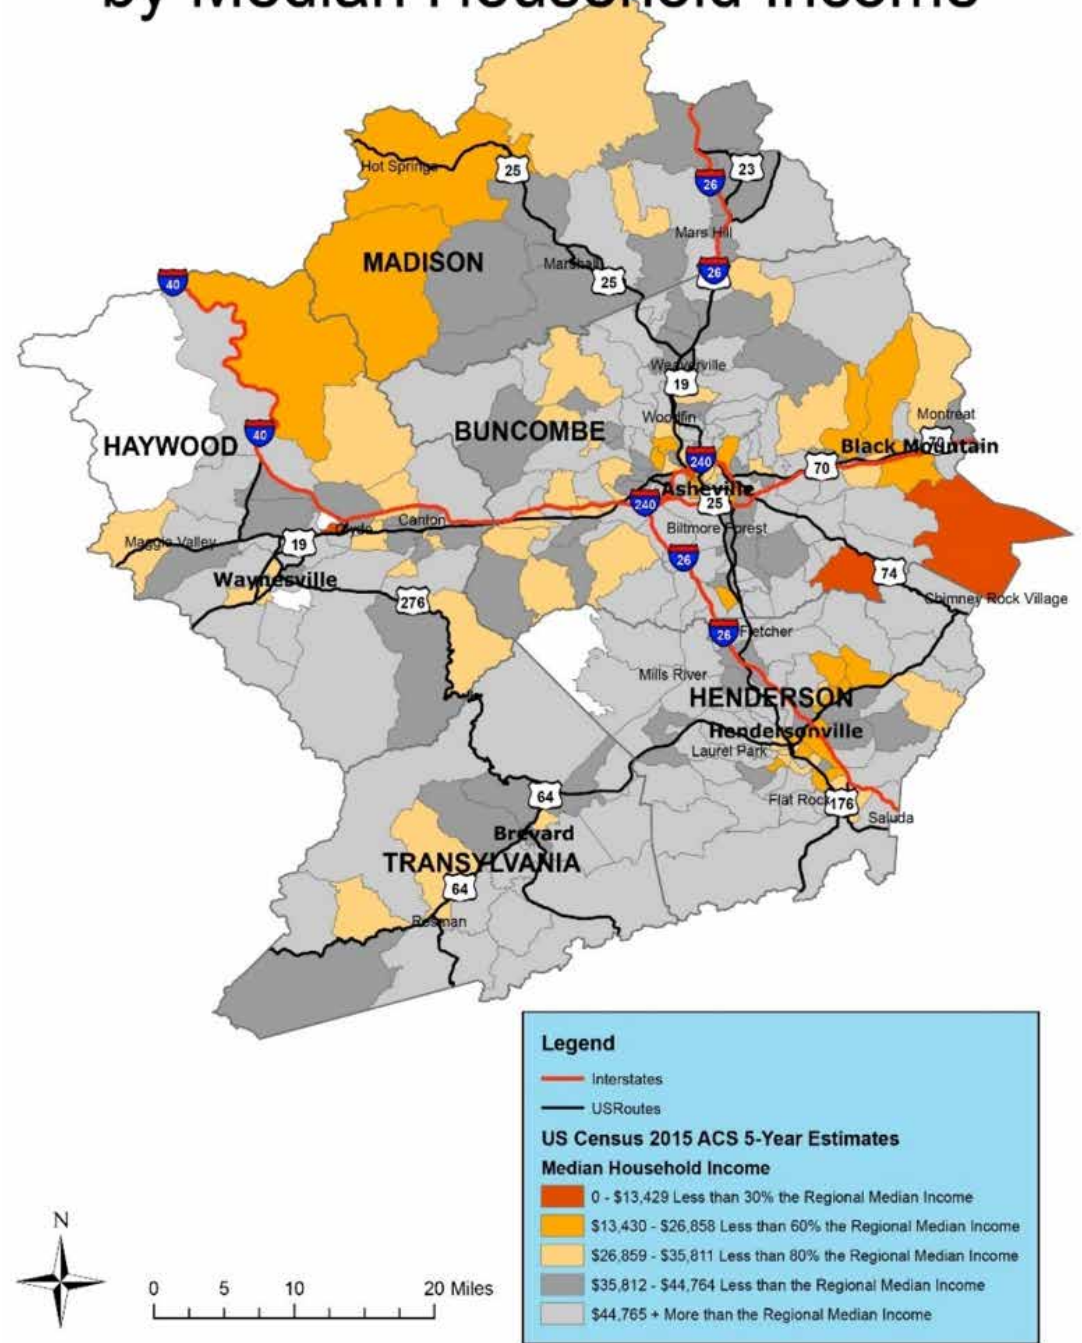 by Median Household Income
Hot Springs
25
23
26
Mars Hill
MADISON
Marshall
25
26
40
Weaverville
19
Woodfin
Montreat
BUNCOMBE
HAYWOOD
40
Black Mountain
70
70
240
Asheville
240
25
Canton
Clyde
Biltmore Forest
Maggie Valley
19
26
74
Waynesville
276
Chimney Rock Village
26
Fletcher
Mills River
HENDERSON
Hendersonville
Laurel Park
64
Flat Rock
176
Saluda
Brevard
TRANSYLVANIA
64
Rosman
Legend
Interstates
USRoutes
US Census 2015 ACS 5-Year Estimates
Median Household Income
0 - $13,429 Less than 30% the Regional Median Income
$13,430 - $26,858 Less than 60% the Regional Median Income
$26,859 - $35,811 Less than 80% the Regional Median Income
$35,812 - $44,764 Less than the Regional Median Income
$44,765 + More than the Regional Median Income
N
0 5 10 20 Miles